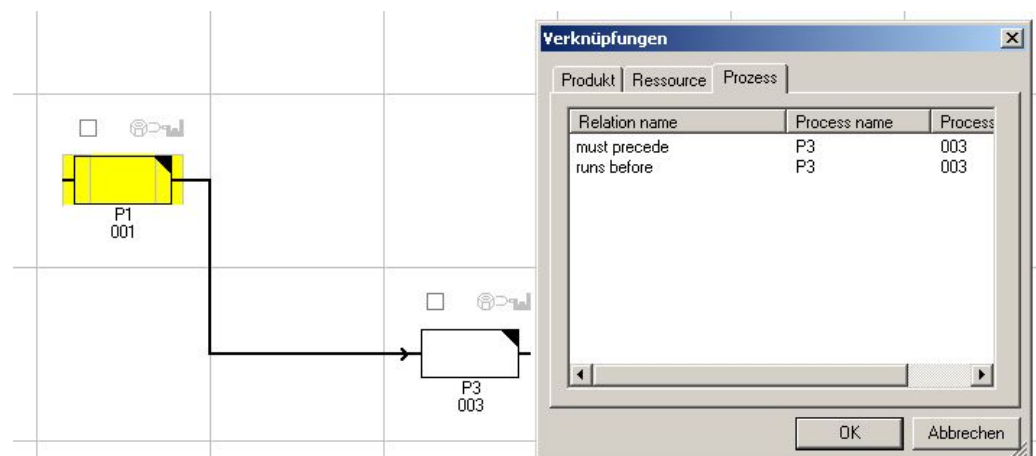 P1
001
P3
003
Verknüpfungen
Produkt Ressource Prozess
Relation name Process name Process
must precede P3 003
runs before P3 003
OK Abbrechen